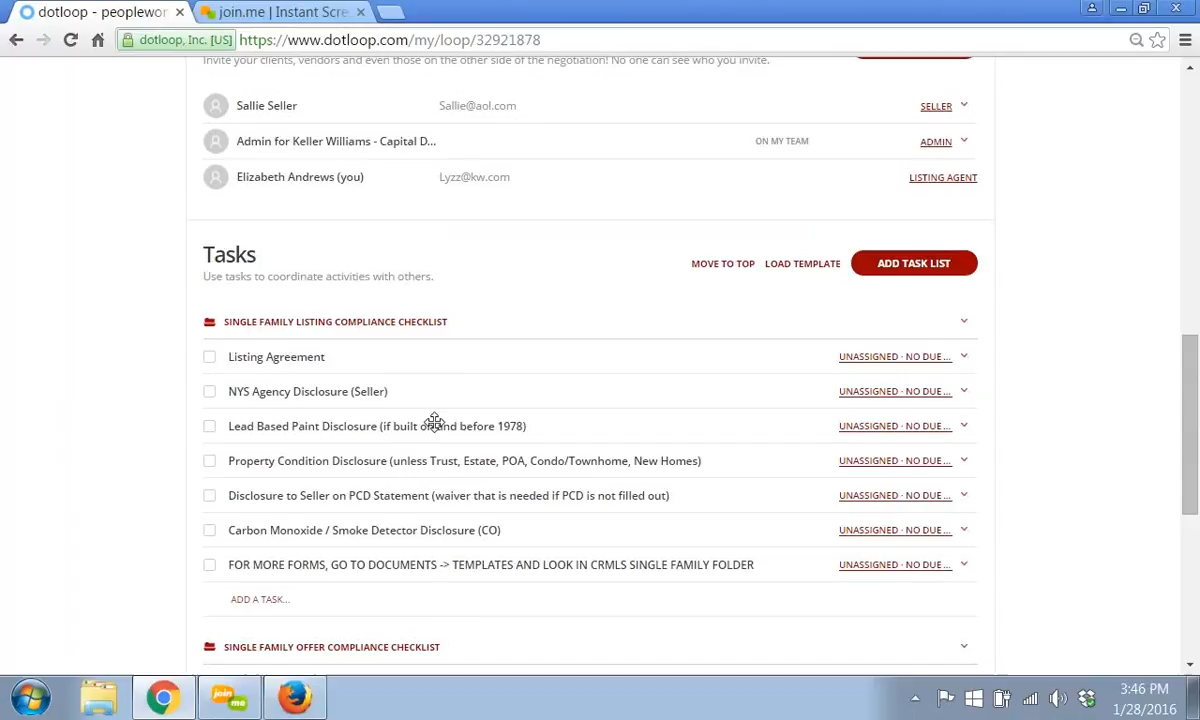 dotloop - peoplewor
join.me | Instant Scre
dotloop, Inc. [US] https://www.dotloop.com/my/loop/32921878
Invite your clients, vendors and even those on the other side of the negotiation! No one can see who you invite.
Sallie Seller Sallie@aol.com SELLER
Admin for Keller Williams - Capital D... ON MY TEAM ADMIN
Elizabeth Andrews (you) Lyzz@kw.com LISTING AGENT
Tasks
MOVE TO TOP LOAD TEMPLATE ADD TASK LIST
Use tasks to coordinate activities with others.
SINGLE FAMILY LISTING COMPLIANCE CHECKLIST
Listing Agreement UNASSIGNED · NO DUE ...
NYS Agency Disclosure (Seller) UNASSIGNED · NO DUE ...
Lead Based Paint Disclosure (if built on and before 1978) UNASSIGNED · NO DUE ...
Property Condition Disclosure (unless Trust, Estate, POA, Condo/Townhome, New Homes) UNASSIGNED · NO DUE ...
Disclosure to Seller on PCD Statement (waiver that is needed if PCD is not filled out) UNASSIGNED · NO DUE ...
Carbon Monoxide / Smoke Detector Disclosure (CO) UNASSIGNED · NO DUE ...
FOR MORE FORMS, GO TO DOCUMENTS -> TEMPLATES AND LOOK IN CRMLS SINGLE FAMILY FOLDER UNASSIGNED · NO DUE ...
ADD A TASK...
SINGLE FAMILY OFFER COMPLIANCE CHECKLIST
join me
3:46 PM
1/28/2016